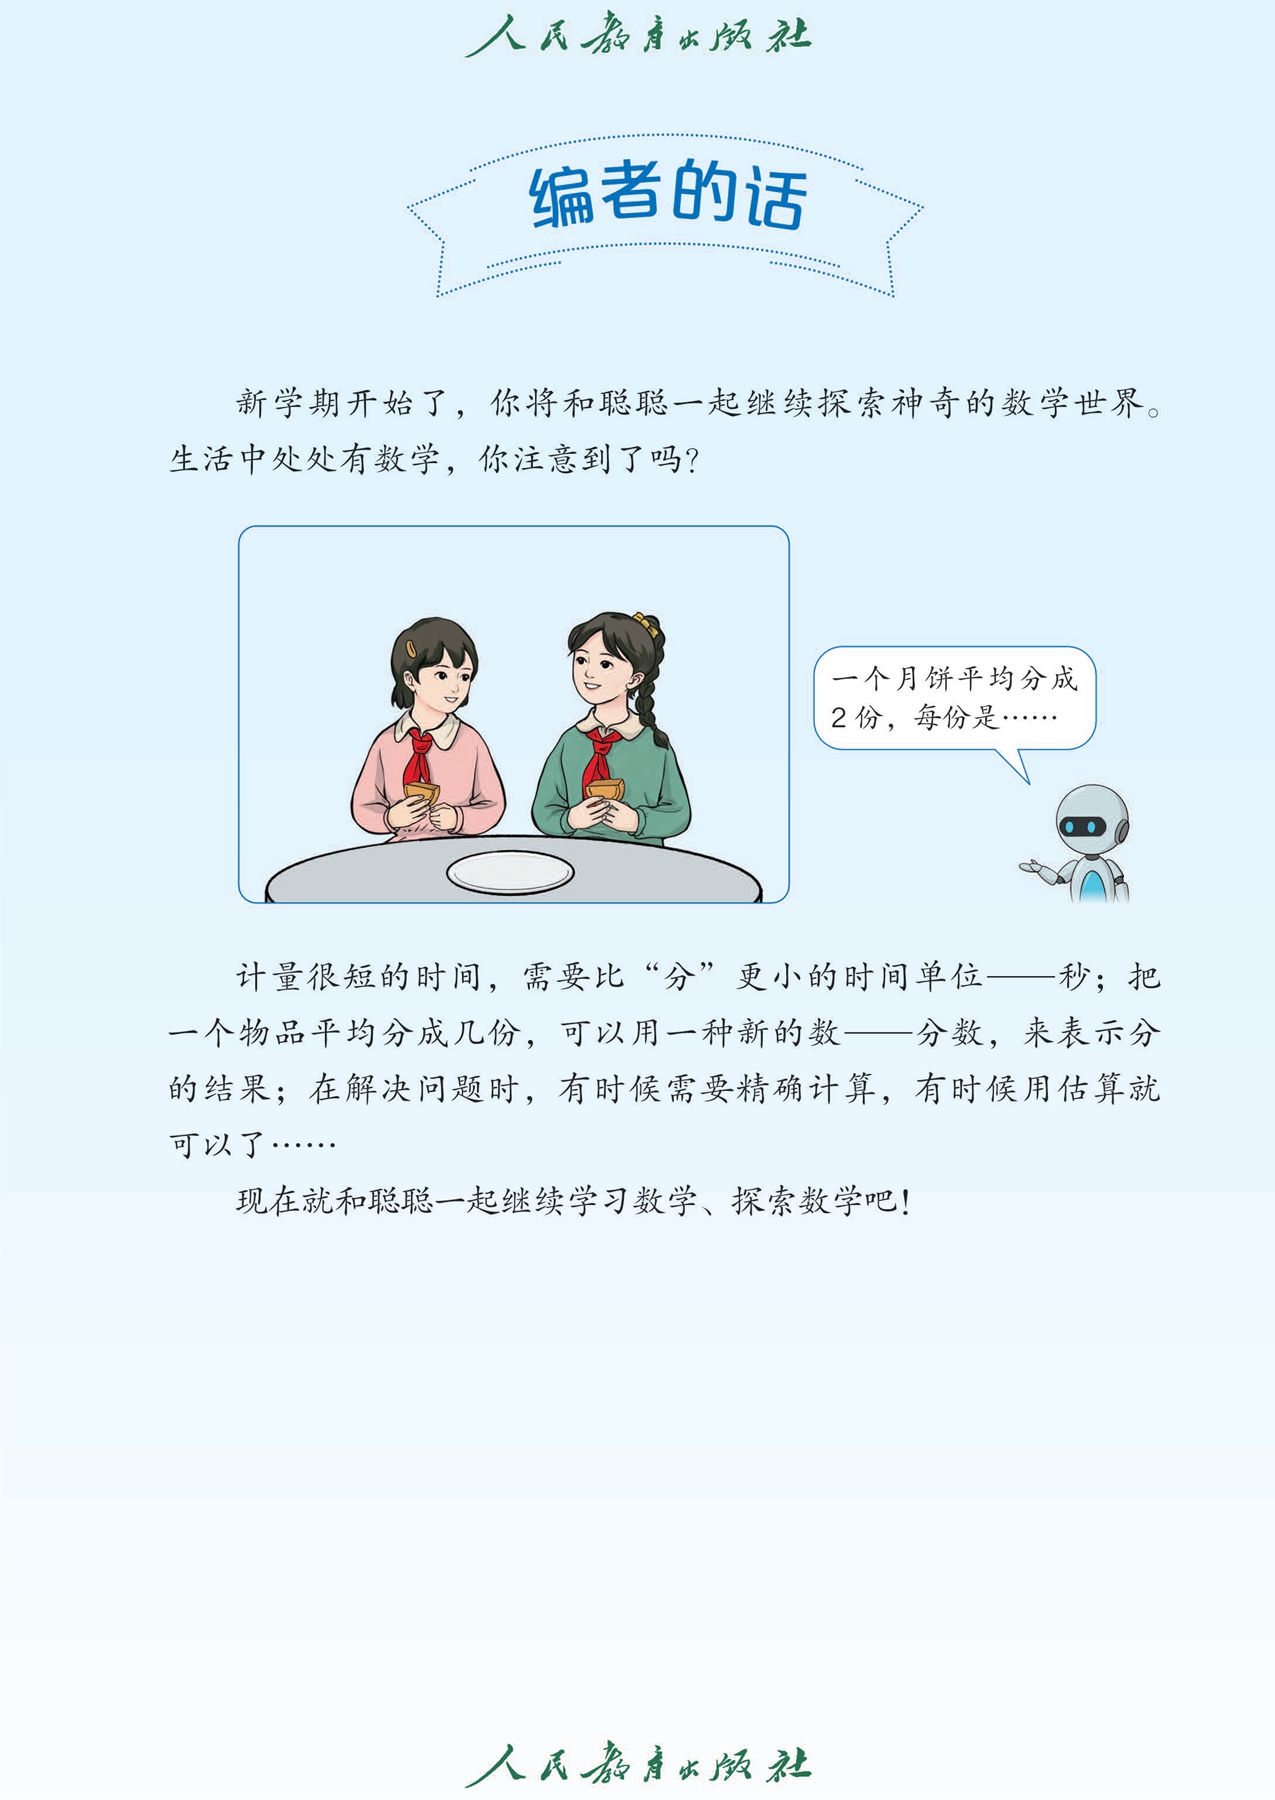 人民教育出版社
编者的话
新学期开始了，你将和聪聪一起继续探索神奇的数学世界。
生活中处处有数学，你注意到了吗？
一个月饼平均分成
2 份，每份是……
计量很短的时间，需要比“分”更小的时间单位——秒；把
一个物品平均分成几份，可以用一种新的数——分数，来表示分
的结果；在解决问题时，有时候需要精确计算，有时候用估算就
可以了……
现在就和聪聪一起继续学习数学、探索数学吧！
人民教育出版社